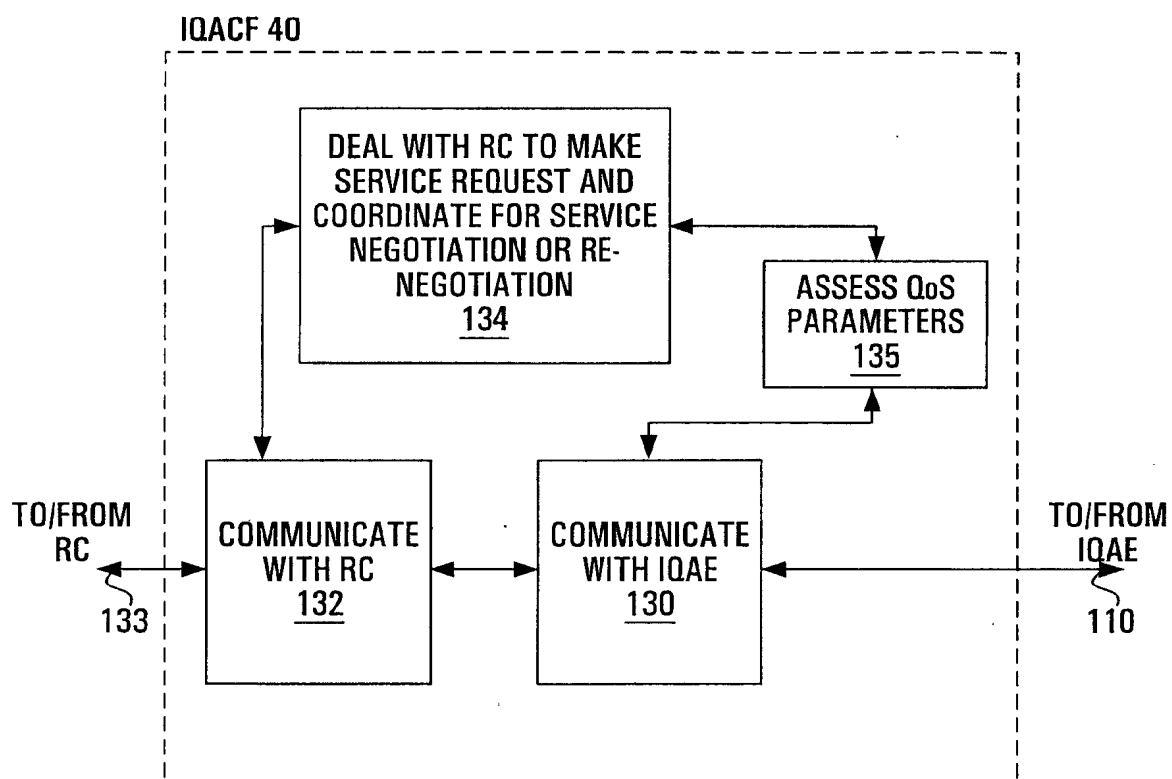 IQACF 40
DEAL WITH RC TO MAKE
SERVICE REQUEST AND
COORDINATE FOR SERVICE
NEGOTIATION OR RE-
NEGOTIATION
134
ASSESS QoS
PARAMETERS
135
TO/FROM
RC
133
COMMUNICATE
WITH RC
132
COMMUNICATE
WITH IQAE
130
TO/FROM
IQAE
110